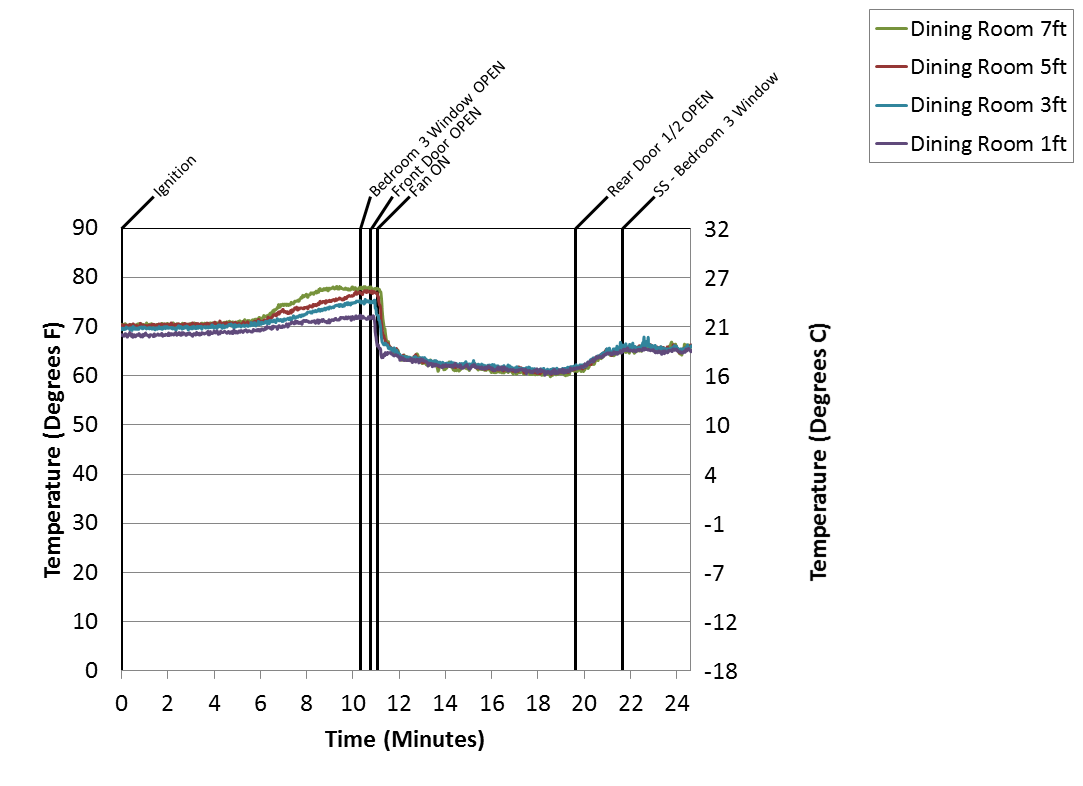 Dining Room 7ft
Dining Room 5ft
Dining Room 3ft
Dining Room 1ft
Ignition
Bedroom 3 Window OPEN
Front Door OPEN
Fan ON
Rear Door 1/2 OPEN
SS - Bedroom 3 Window
Temperature (Degrees F)
90
80
70
60
50
40
30
20
10
0
32
27
21
16
10
4
-1
-7
-12
-18
Temperature (Degrees C)
0 2 4 6 8 10 12 14 16 18 20 22 24
Time (Minutes)